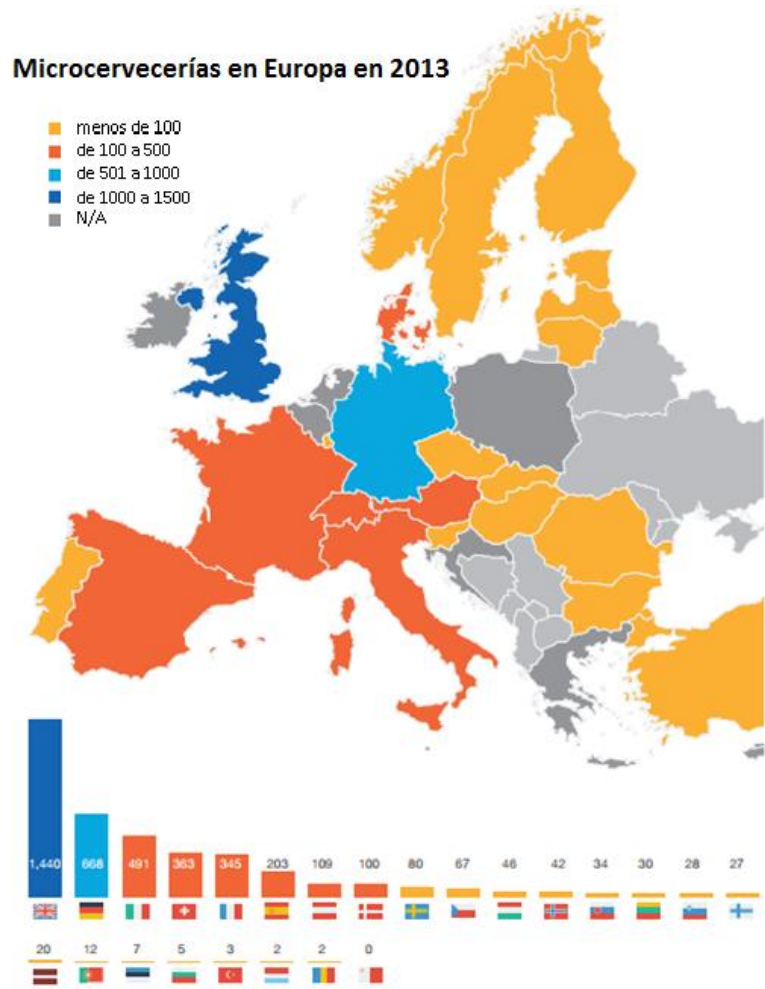 Microcervecerías en Europa en 2013
menos de 100
de 100 a 500
de 501 a 1000
de 1000 a 1500
N/A
1,440 668 491 363 345 203 109 100 80 67 46 42 34 30 28 27
20 12 7 5 3 2 2 0